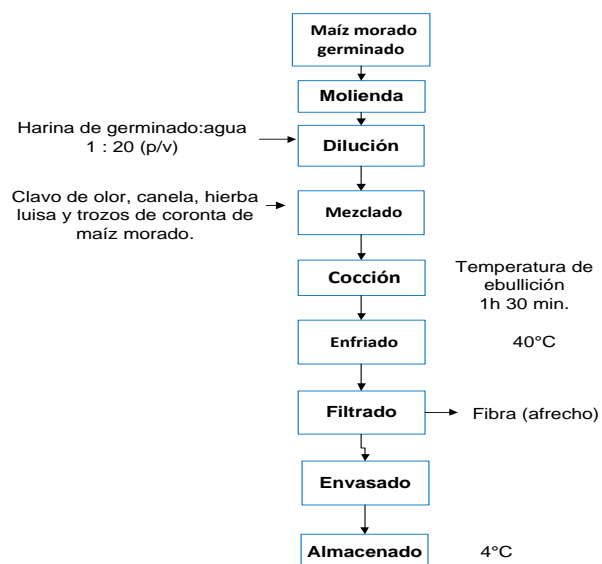 Maíz morado
germinado
Molienda
Harina de germinado:agua
1 : 20 (p/v)
Dilución
Clavo de olor, canela, hierba
luisa y trozos de coronta de
maíz morado.
Mezclado
Cocción
Temperatura de
ebullición
1h 30 min.
Enfriado
40°C
Filtrado
Fibra (afrecho)
Envasado
Almacenado
4°C